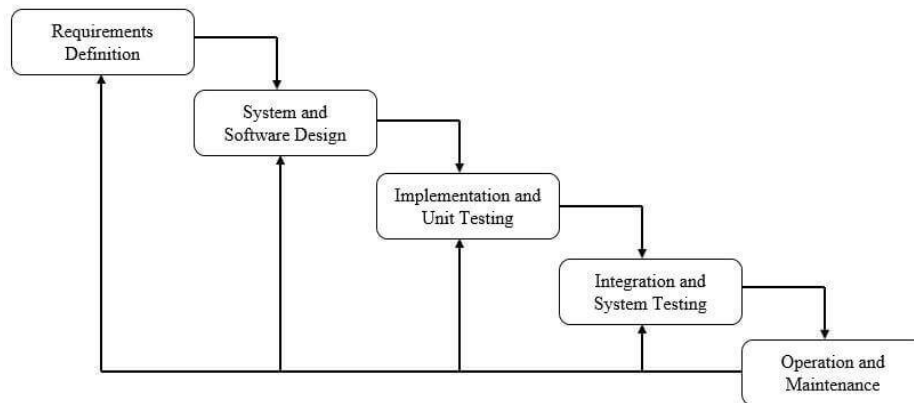 Requirements
Definition
System and
Software Design
Implementation and
Unit Testing
Integration and
System Testing
Operation and
Maintenance